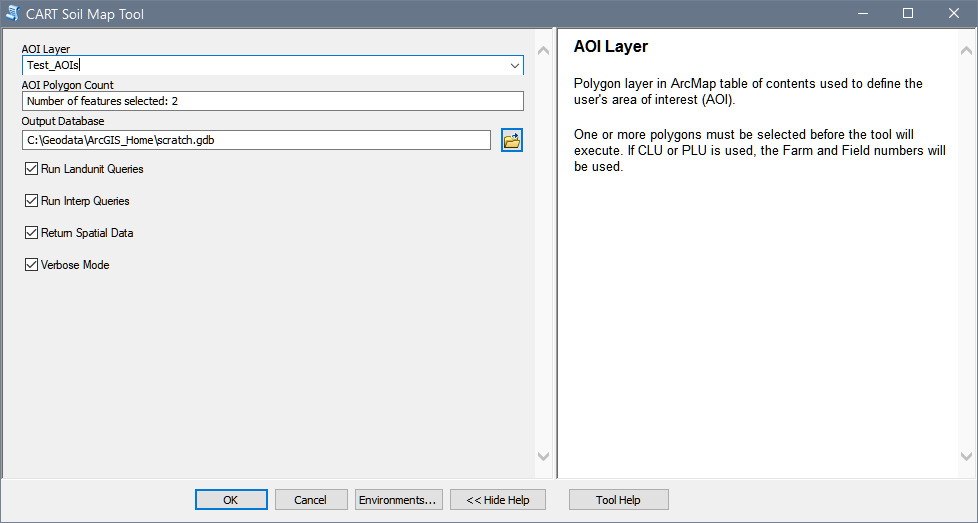 CART Soil Map Tool
AOI Layer
Test_AOIs
AOI Polygon Count
Number of features selected: 2
Output Database
C:\Geodata\ArcGIS_Home\scratch.gdb
Run Landunit Queries
Run Interp Queries
Return Spatial Data
Verbose Mode
AOI Layer
Polygon layer in ArcMap table of contents used to define the
user's area of interest (AOI).
One or more polygons must be selected before the tool will
execute. If CLU or PLU is used, the Farm and Field numbers will
be used.
OK
Cancel
Environments...
<< Hide Help
Tool Help